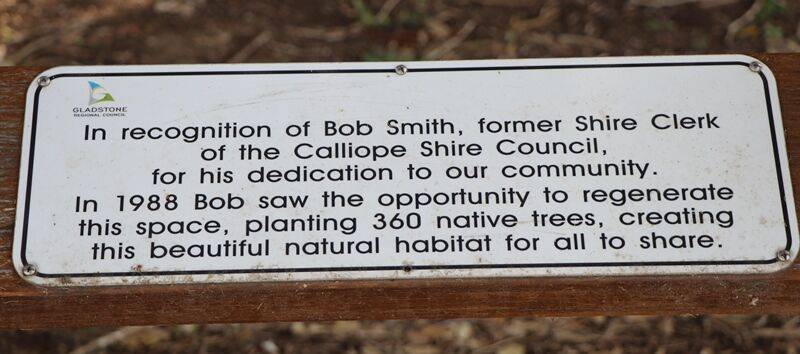 GLADSTONE
REGIONAL COUNCIL
In recognition of Bob Smith, former Shire Clerk
of the Calliope Shire Council,
for his dedication to our community.
In 1988 Bob saw the opportunity to regenerate
this space, planting 360 native trees, creating
this beautiful natural habitat for all to share.